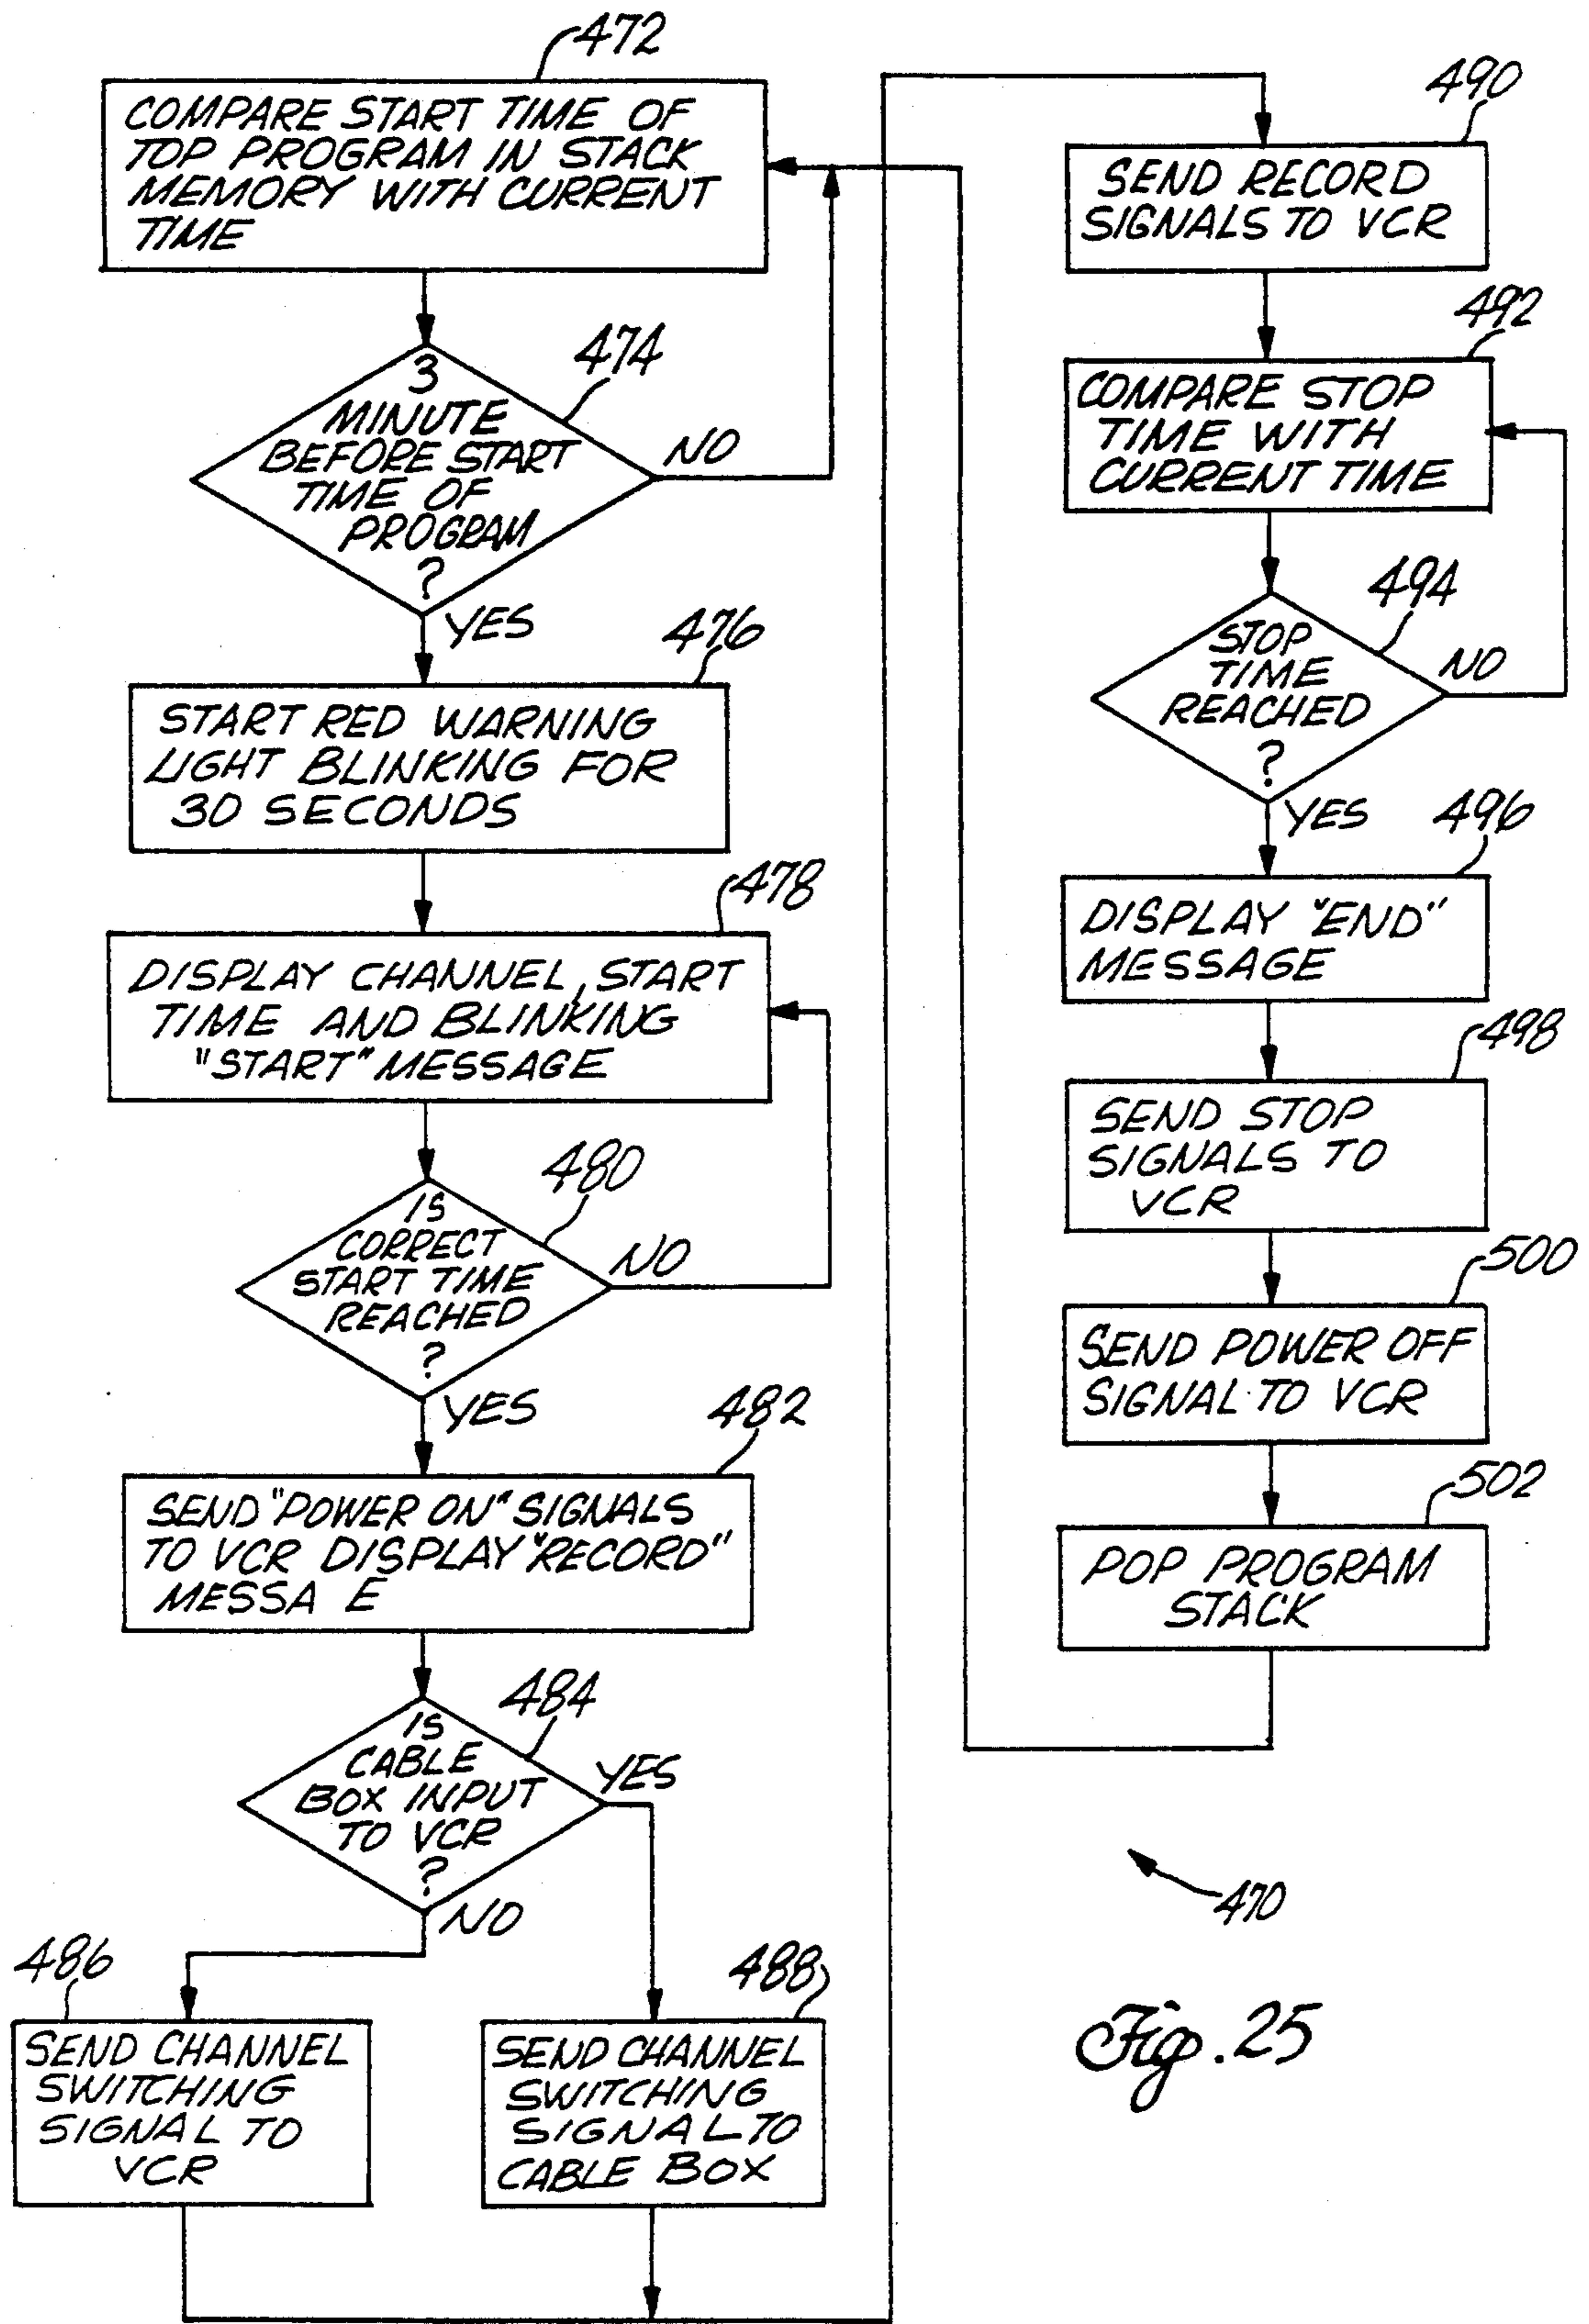 472
COMPARE START TIME OF
TOP PROGRAM IN STACK
MEMORY WITH CURRENT
TIME
474
3
MINUTE
BEFORE START
TIME OF
PROGRAM
?
NO
YES
476
START RED WARNING
LIGHT BLINKING FOR
30 SECONDS
478
DISPLAY CHANNEL, START
TIME AND BLINKING
"START" MESSAGE
480
IS
CORRECT
START TIME
REACHED
?
NO
YES
482
SEND "POWER ON" SIGNALS
TO VCR DISPLAY "RECORD"
MESSA E
484
IS
CABLE
BOX INPUT
TO VCR
?
YES
NO
486
SEND CHANNEL
SWITCHING
SIGNAL TO
VCR
488
SEND CHANNEL
SWITCHING
SIGNAL TO
CABLE BOX
490
SEND RECORD
SIGNALS TO VCR
492
COMPARE STOP
TIME WITH
CURRENT TIME
494
STOP
TIME
REACHED
?
NO
YES
496
DISPLAY "END"
MESSAGE
498
SEND STOP
SIGNALS TO
VCR
500
SEND POWER OFF
SIGNAL TO VCR
502
POP PROGRAM
STACK
470
Fig. 25